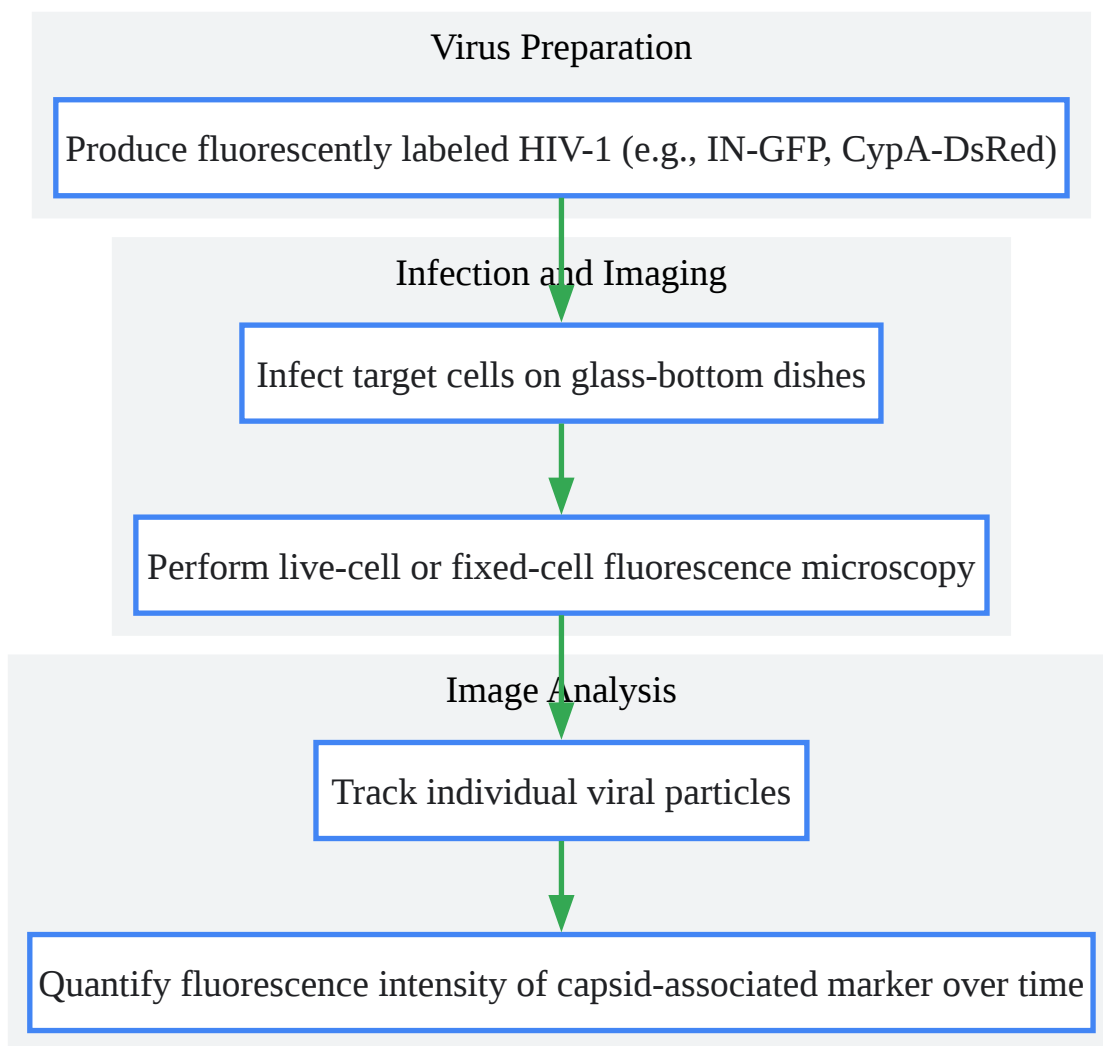 Virus Preparation
Produce fluorescently labeled HIV-1 (e.g., IN-GFP, CypA-DsRed)
Infection and Imaging
Infect target cells on glass-bottom dishes
Perform live-cell or fixed-cell fluorescence microscopy
Image Analysis
Track individual viral particles
Quantify fluorescence intensity of capsid-associated marker over time